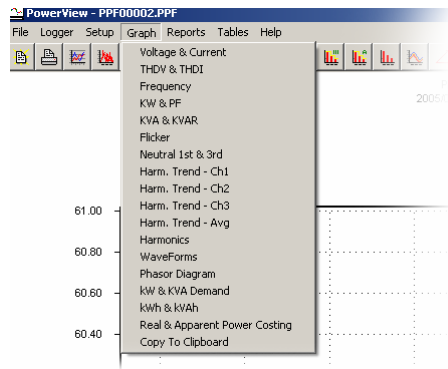 PowerView - PPF00002.PPF
File Logger Setup Graph Reports Tables Help
Voltage & Current
THDV & THDI
Frequency
KW & PF
KVA & KVAR
Flicker
Neutral 1st & 3rd
Harm. Trend - Ch1
Harm. Trend - Ch2
Harm. Trend - Ch3
Harm. Trend - Avg
Harmonics
WaveForms
Phasor Diagram
kW & KVA Demand
kWh & kVAh
Real & Apparent Power Costing
Copy To Clipboard
61.00
60.80
60.60
60.40